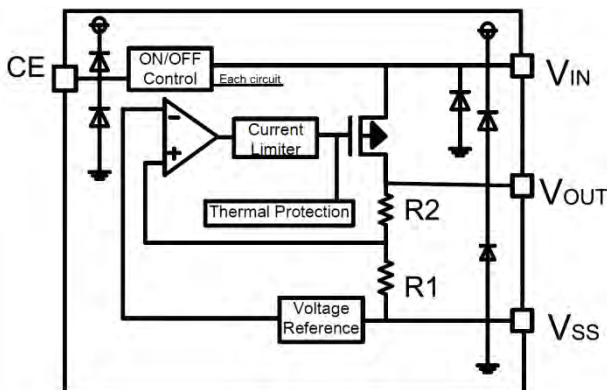 CE
ON/OFF
Control
Each circuit
VIN
-
+
Current
Limiter
Thermal Protection
R2
VOUT
R1
Voltage
Reference
VSS